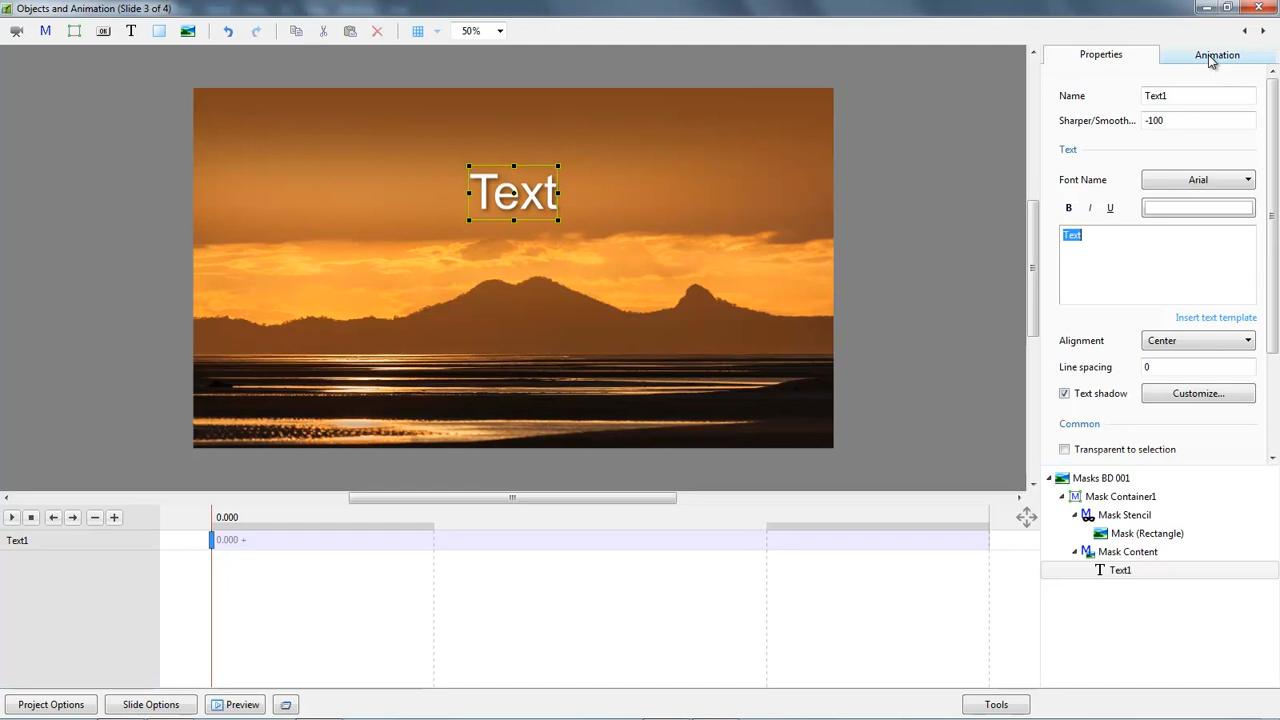 Objects and Animation (Slide 3 of 4)
M OK T 50%
Properties Animation
Name Text1
Sharper/Smooth... -100
Text
Font Name Arial
B I U
Text
Text
Insert text template
Alignment Center
Line spacing 0
Text shadow Customize...
Common
Transparent to selection
Masks BD 001
M Mask Container1
M Mask Stencil
Mask (Rectangle)
M Mask Content
T Text1
0.000
Text1 0.000 +
Project Options Slide Options Preview Tools